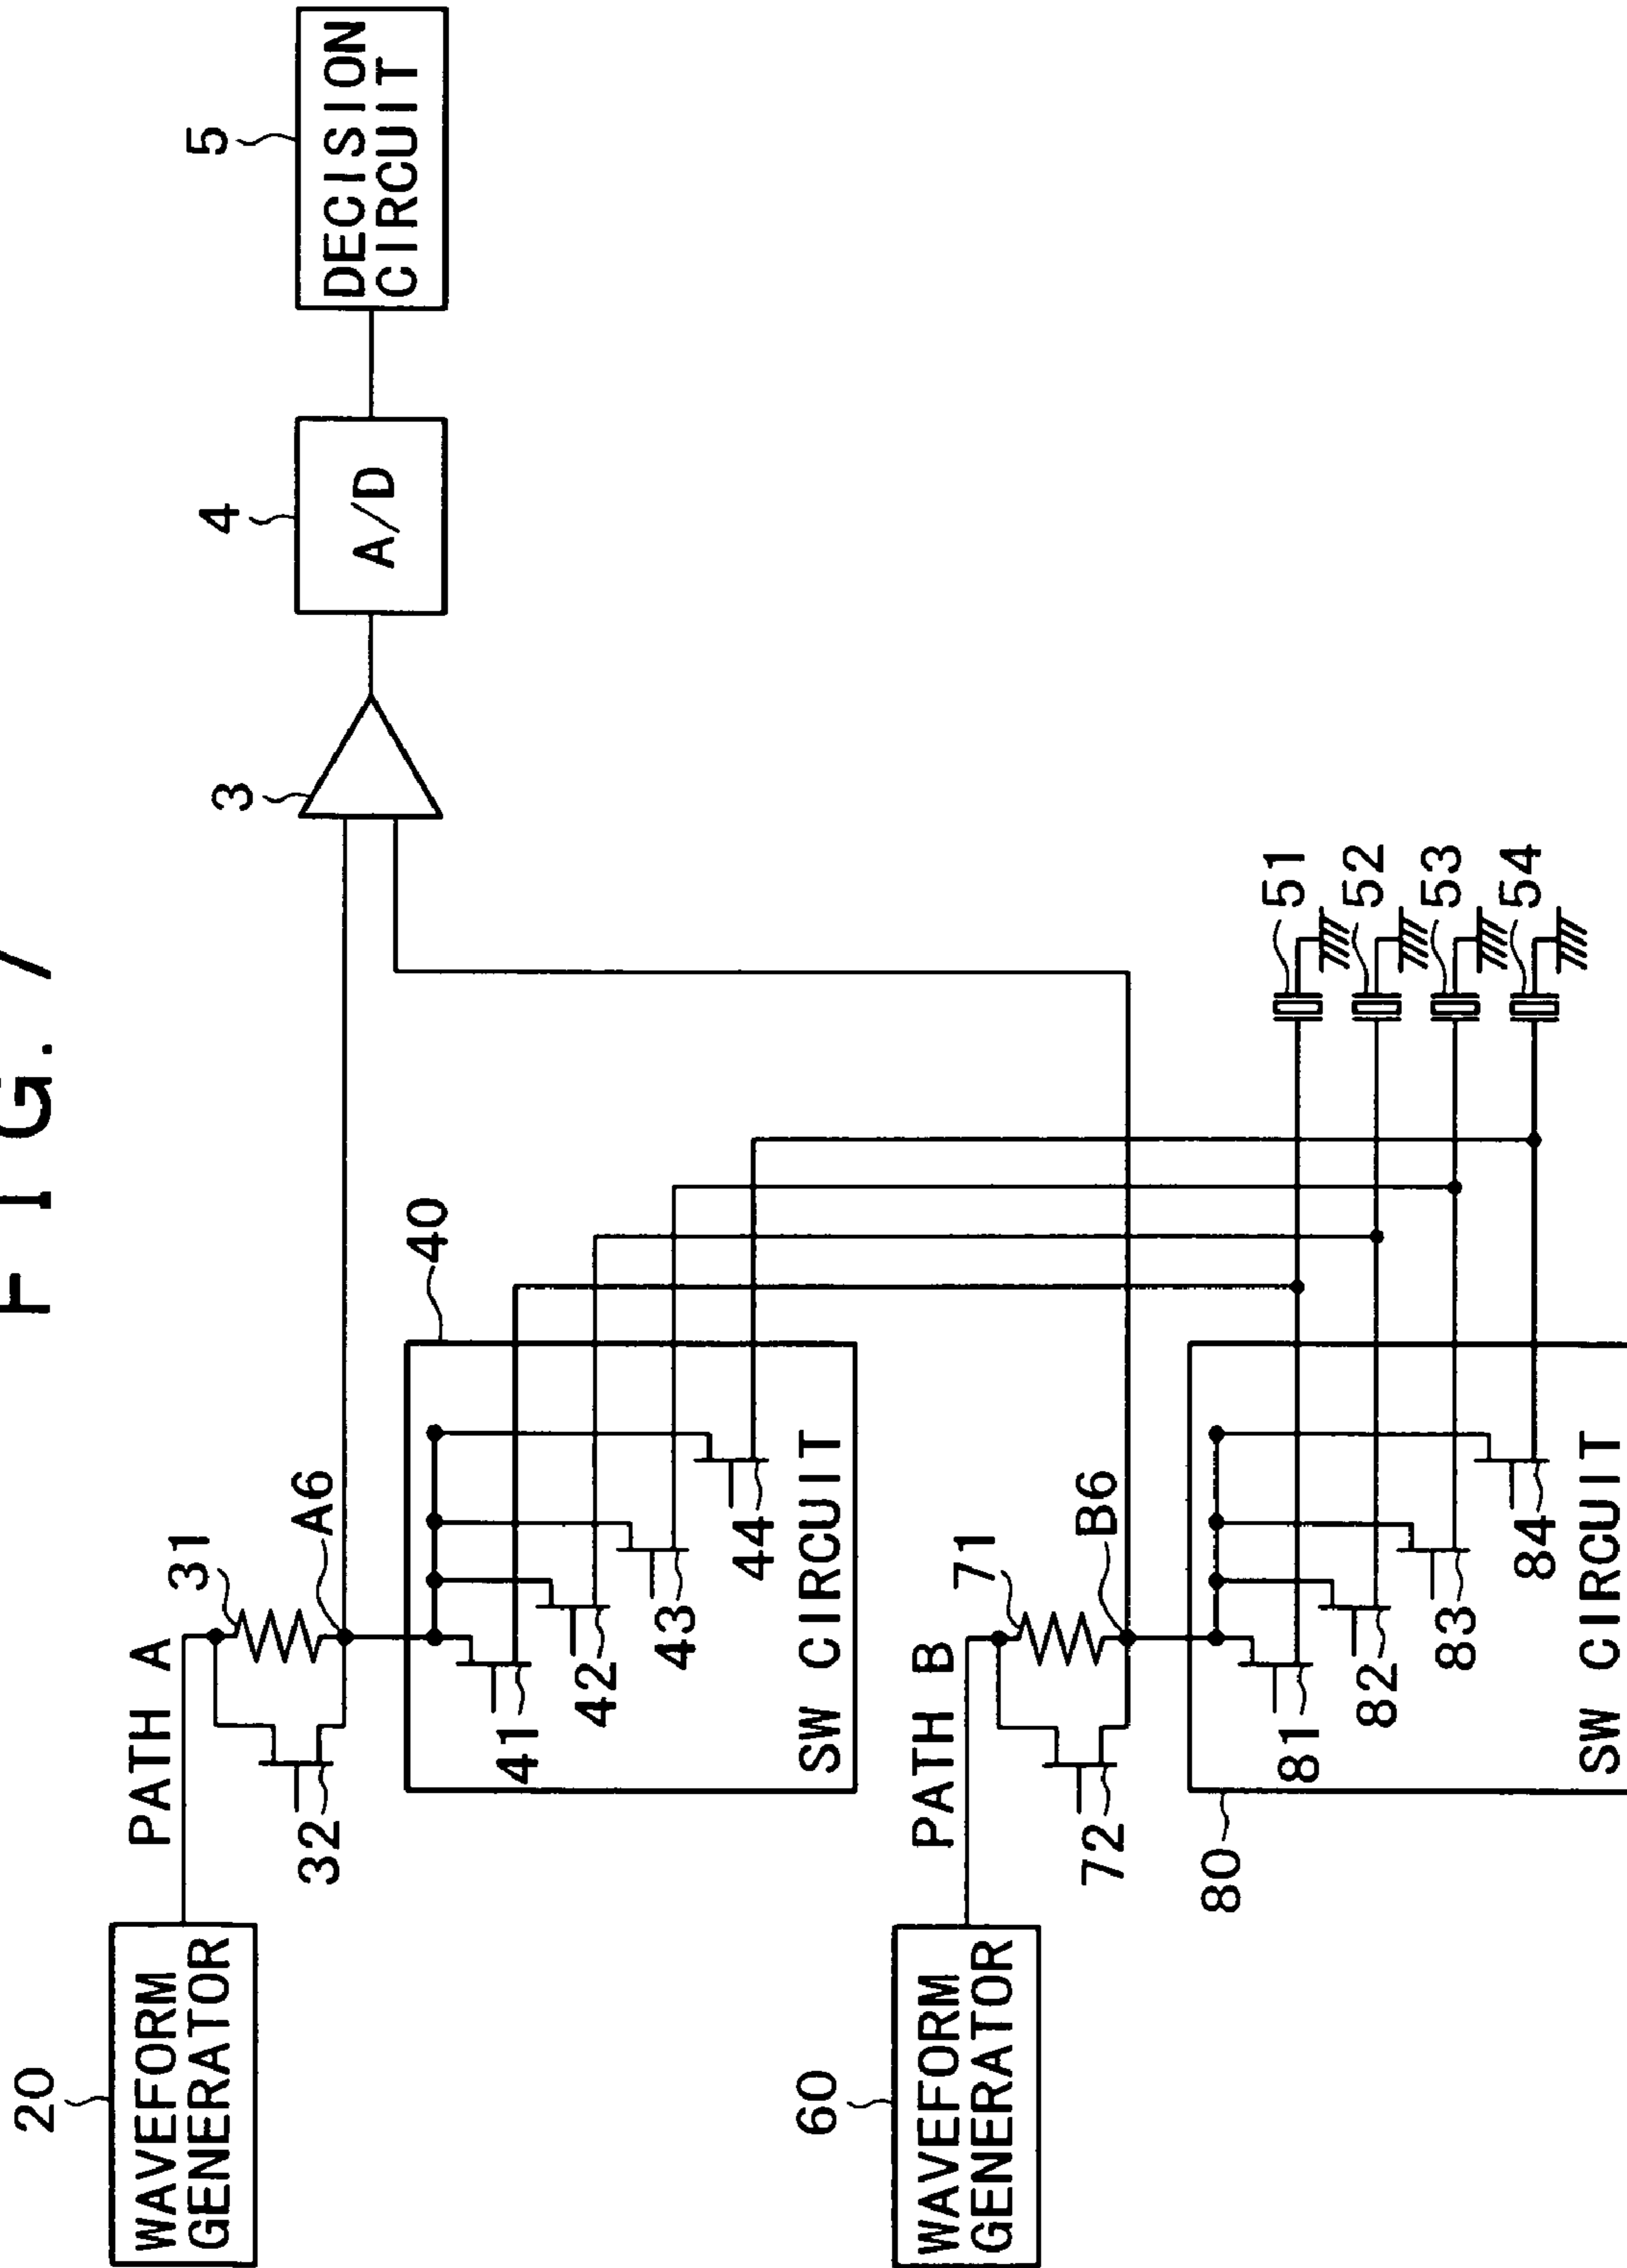 FIG. 7
20
WAVEFORM
GENERATOR
PATH A
31
32
A6
3
4
A/D
5
DECISION
CIRCUIT
40
41
42
43
44
SW CIRCUIT
60
WAVEFORM
GENERATOR
PATH B
71
72
B6
80
81
82
83
84
SW CIRCUIT
51
52
53
54